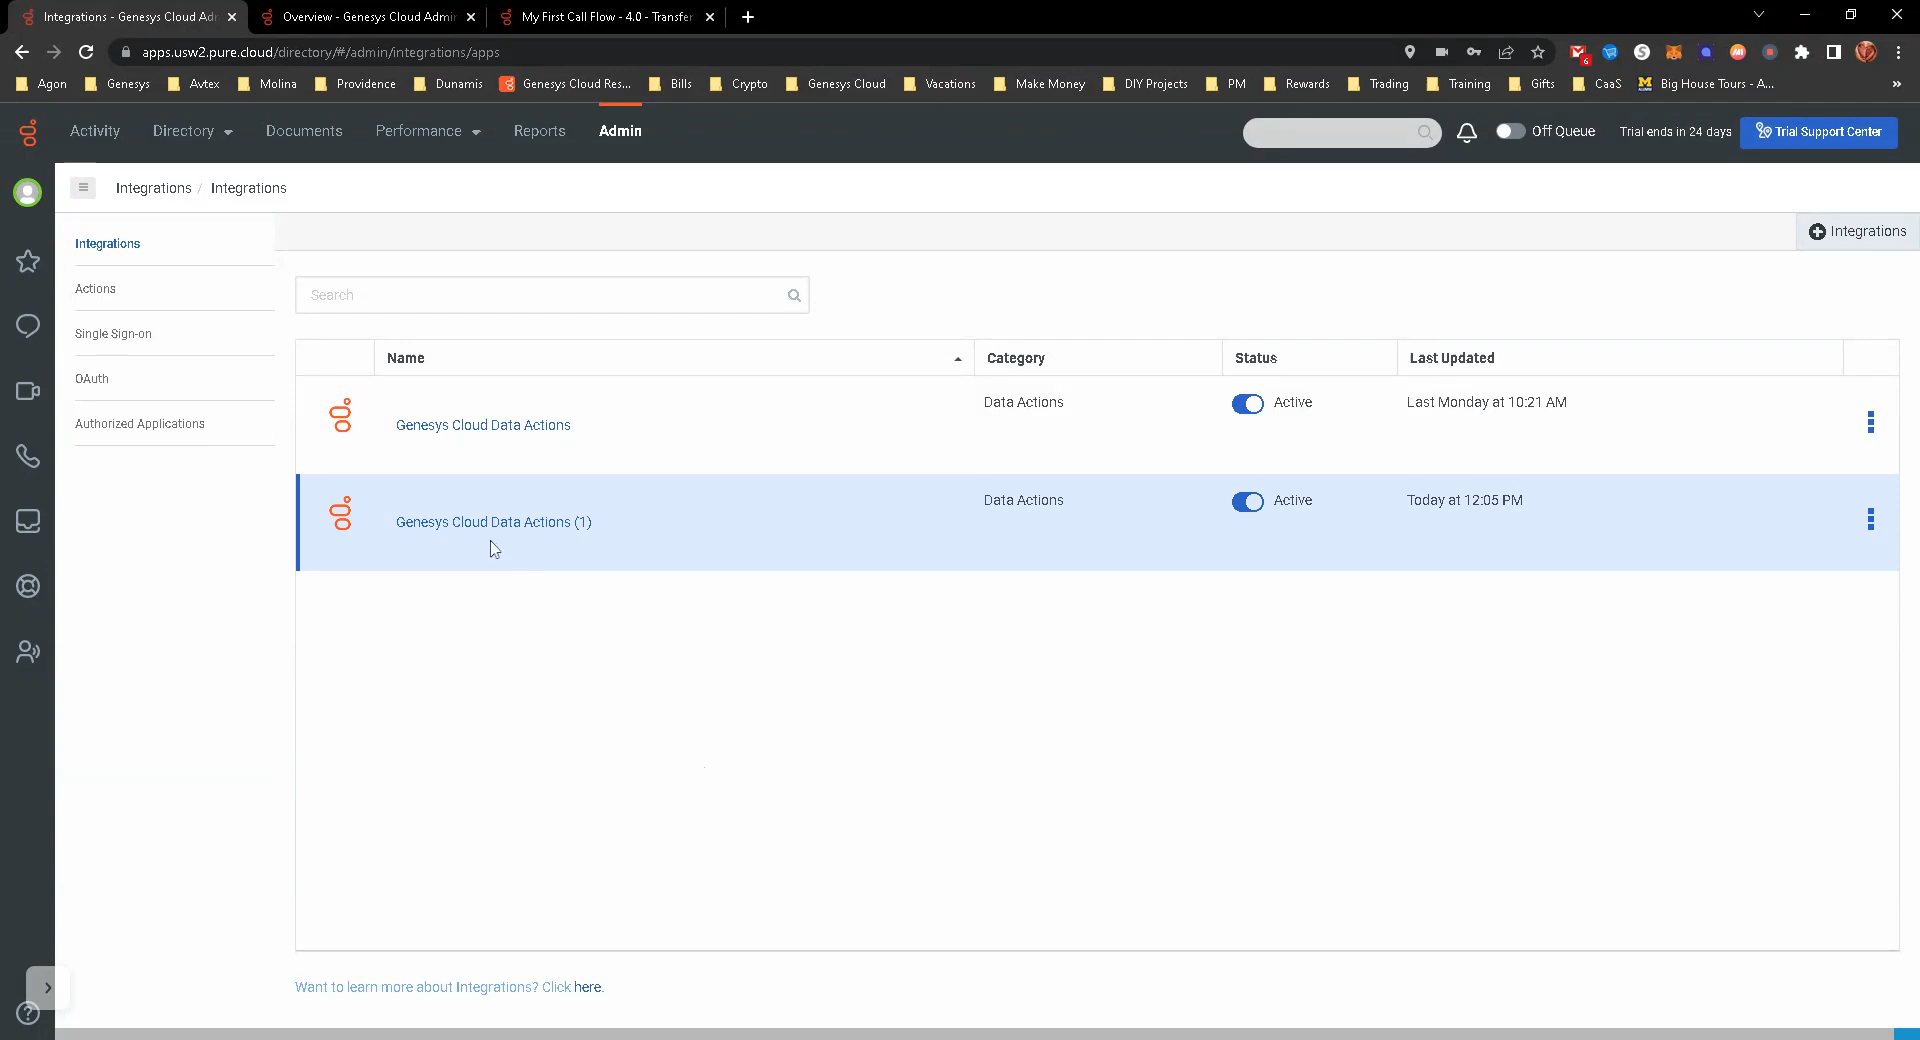 Integrations - Genesys Cloud Adr
Overview - Genesys Cloud Admin
My First Call Flow - 4.0 - Transfer
apps.usw2.pure.cloud/directory/#/admin/integrations/apps
6
Agon
Genesys
Avtex
Molina
Providence
Dunamis
Genesys Cloud Res...
Bills
Crypto
Genesys Cloud
Vacations
Make Money
DIY Projects
PM
Rewards
Trading
Training
Gifts
CaaS
Big House Tours - A...
Activity
Directory
Documents
Performance
Reports
Admin
Off Queue
Trial ends in 24 days
Trial Support Center
Integrations / Integrations
Integrations
Integrations
Actions
Single Sign-on
OAuth
Authorized Applications
Search
Name
Category
Status
Last Updated
Genesys Cloud Data Actions
Data Actions
Active
Last Monday at 10:21 AM
Genesys Cloud Data Actions (1)
Data Actions
Active
Today at 12:05 PM
Want to learn more about Integrations? Click here.